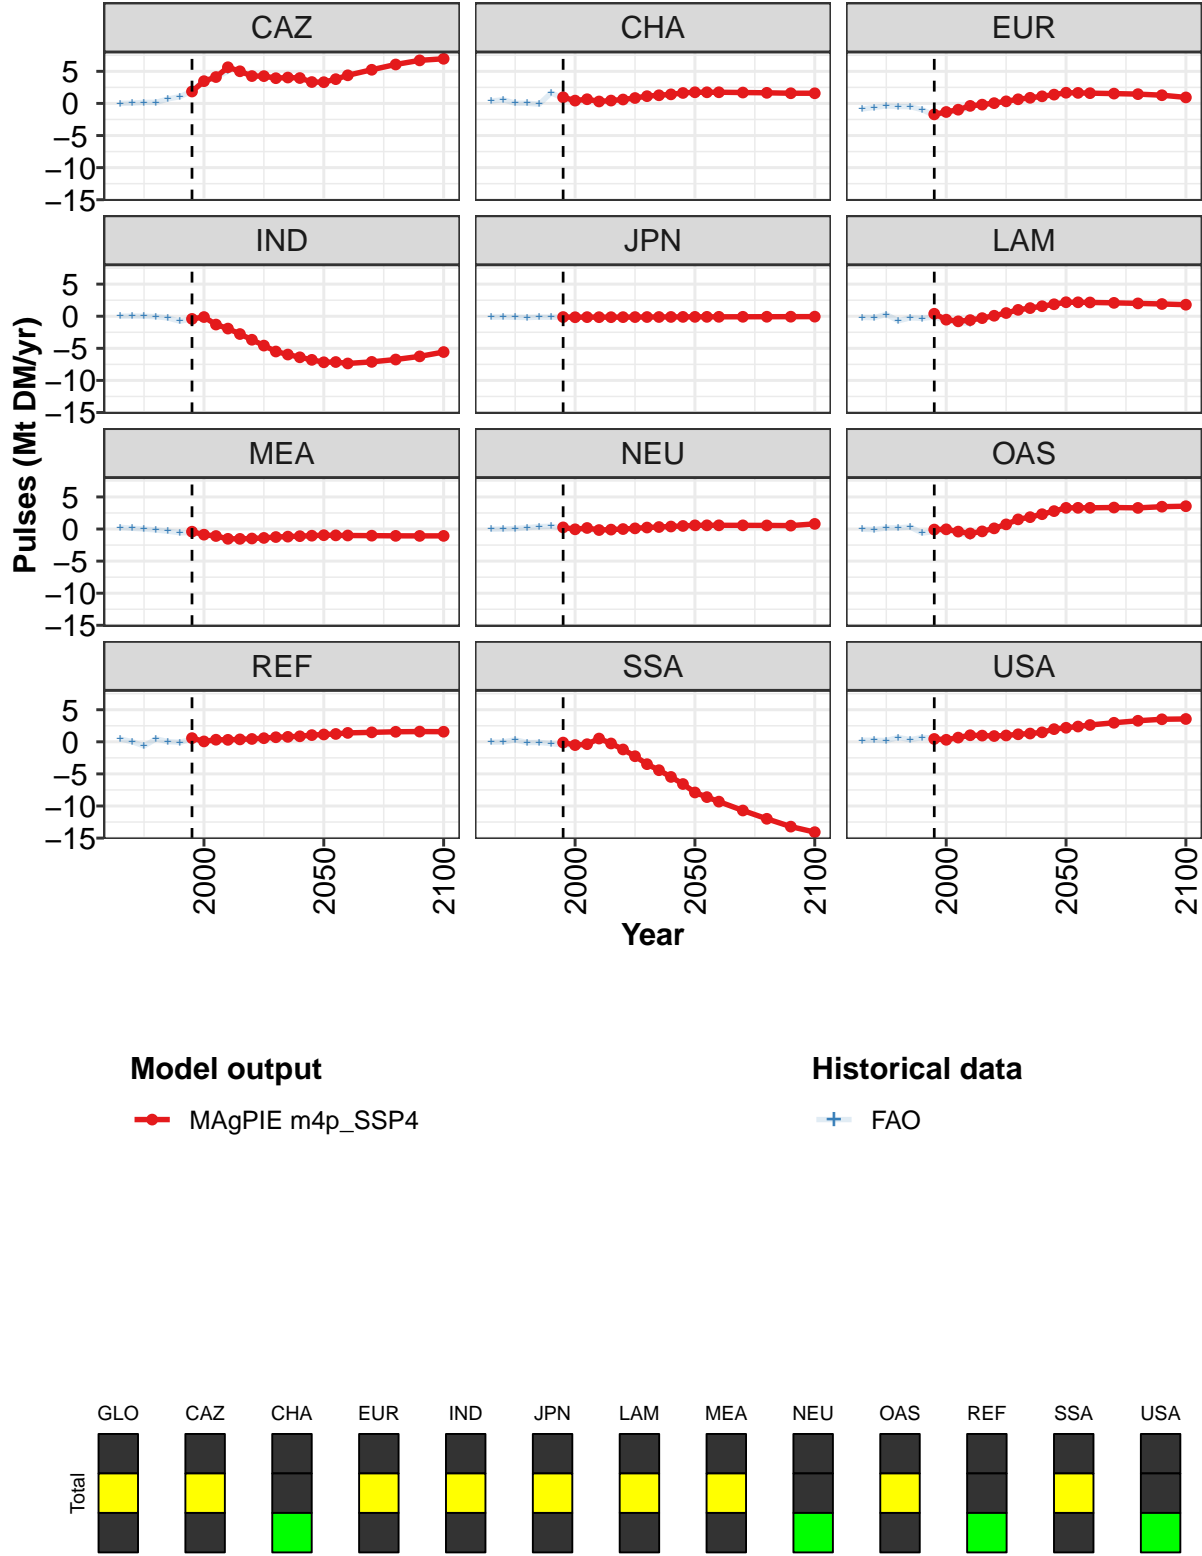 CAZ CHA EUR
5
0
−5
−10
−15
IND JPN LAM
5
0
−5
−10
−15
MEA NEU OAS
5
0
−5
−10
−15
REF SSA USA
5
0
−5
−10
−15
Pulses (Mt DM/yr)
2000 2050 2100 2000 2050 2100 2000 2050 2100
Year
Model output Historical data
MAgPIE m4p_SSP4 FAO
GLO CAZ CHA EUR IND JPN LAM MEA NEU OAS REF SSA USA
Total